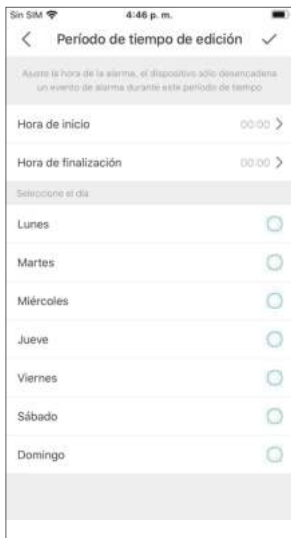 Sin SIM 4:46 p. m.
Período de tiempo de edición
Ajuste la hora de la alarma, el dispositivo sólo desencadena
un evento de alarma durante este período de tiempo
Hora de inicio 00:00
Hora de finalización 00:00
Seleccione el día
Lunes
Martes
Miércoles
Jueve
Viernes
Sábado
Domingo